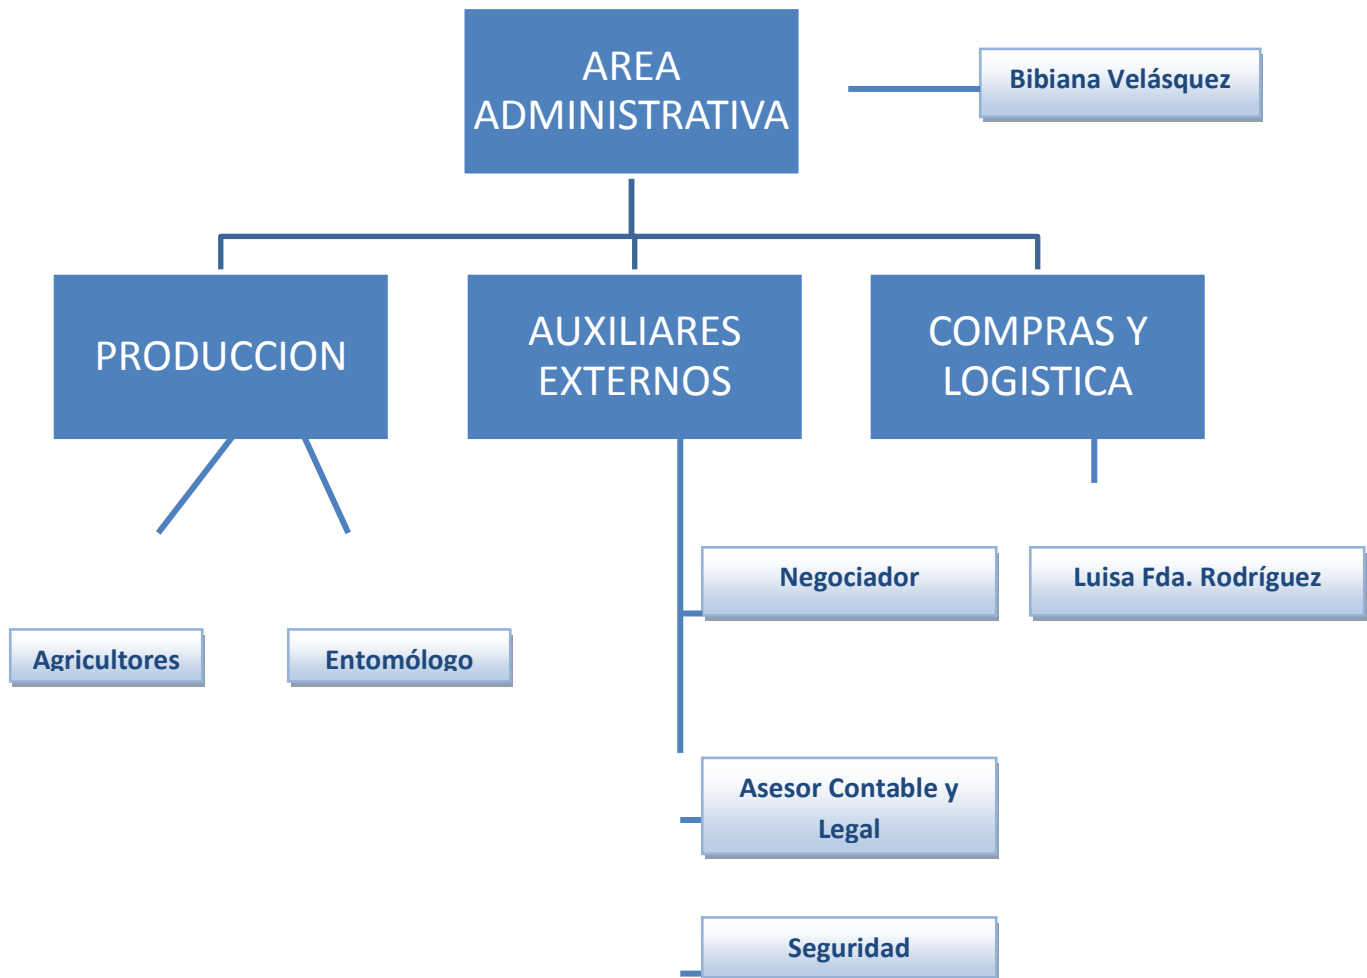 AREA
ADMINISTRATIVA
Bibiana Velásquez
PRODUCCION
AUXILIARES
EXTERNOS
COMPRAS Y
LOGISTICA
Negociador
Luisa Fda. Rodríguez
Agricultores
Entomólogo
Asesor Contable y
Legal
Seguridad